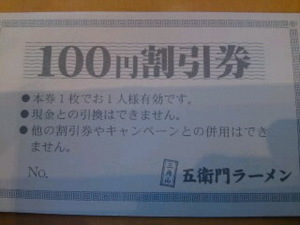 100円割引券
●本券1枚でお1人様有効です。
●現金との引換はできません。
●他の割引券やキャンペーンとの併用はでき
ません。
No.
五衛門ラーメン